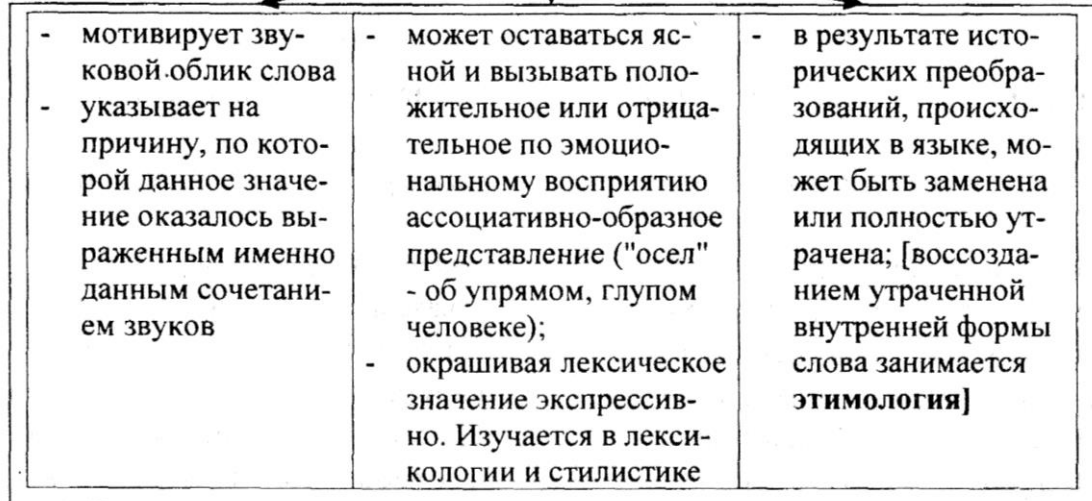 - мотивирует зву-
ковой облик слова
- указывает на
причину, по кото-
рой данное значе-
ние оказалось вы-
раженным именно
данным сочетани-
ем звуков
- может оставаться яс-
ной и вызывать поло-
жительное или отрица-
тельное по эмоцио-
нальному восприятию
ассоциативно-образное
представление ("осел"
- об упрямом, глупом
человеке);
- окрашивая лексическое
значение экспрессив-
но. Изучается в лекси-
кологии и стилистике
- в результате исто-
рических преобра-
зований, происхо-
дящих в языке, мо-
жет быть заменена
или полностью ут-
рачена; [воссозда-
нием утраченной
внутренней формы
слова занимается
этимология]